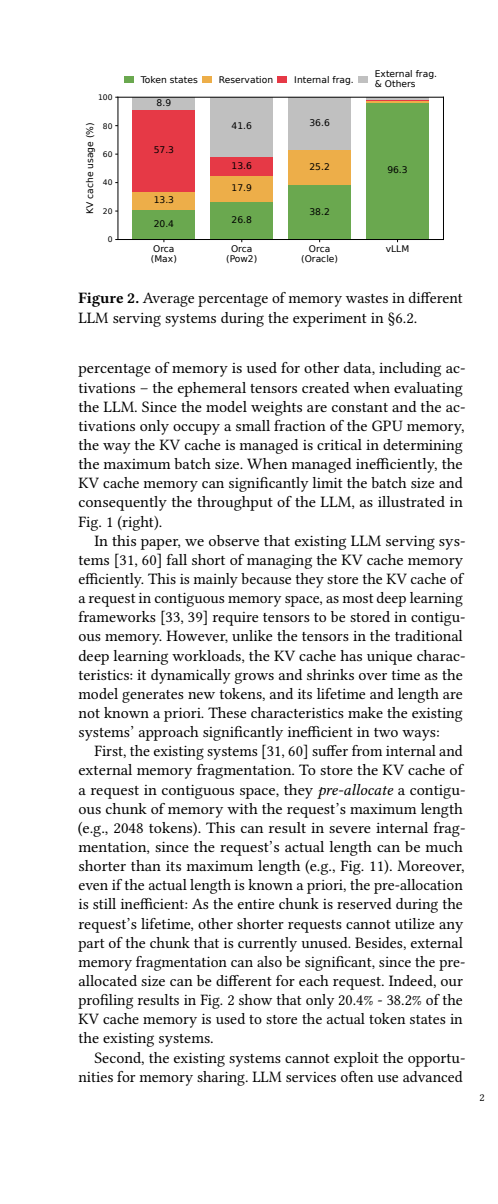 Token states Reservation Internal frag. External frag. & Others
KV cache usage (%)
100
80
60
40
20
0
8.9
57.3
13.3
20.4
41.6
13.6
17.9
26.8
36.6
25.2
38.2
96.3
Orca (Max)
Orca (Pow2)
Orca (Oracle)
vLLM
Figure 2. Average percentage of memory wastes in different
LLM serving systems during the experiment in §6.2.
percentage of memory is used for other data, including ac-
tivations – the ephemeral tensors created when evaluating
the LLM. Since the model weights are constant and the ac-
tivations only occupy a small fraction of the GPU memory,
the way the KV cache is managed is critical in determining
the maximum batch size. When managed inefficiently, the
KV cache memory can significantly limit the batch size and
consequently the throughput of the LLM, as illustrated in
Fig. 1 (right).
In this paper, we observe that existing LLM serving sys-
tems [31, 60] fall short of managing the KV cache memory
efficiently. This is mainly because they store the KV cache of
a request in contiguous memory space, as most deep learning
frameworks [33, 39] require tensors to be stored in contigu-
ous memory. However, unlike the tensors in the traditional
deep learning workloads, the KV cache has unique charac-
teristics: it dynamically grows and shrinks over time as the
model generates new tokens, and its lifetime and length are
not known a priori. These characteristics make the existing
systems’ approach significantly inefficient in two ways:
First, the existing systems [31, 60] suffer from internal and
external memory fragmentation. To store the KV cache of
a request in contiguous space, they pre-allocate a contigu-
ous chunk of memory with the request’s maximum length
(e.g., 2048 tokens). This can result in severe internal frag-
mentation, since the request’s actual length can be much
shorter than its maximum length (e.g., Fig. 11). Moreover,
even if the actual length is known a priori, the pre-allocation
is still inefficient: As the entire chunk is reserved during the
request’s lifetime, other shorter requests cannot utilize any
part of the chunk that is currently unused. Besides, external
memory fragmentation can also be significant, since the pre-
allocated size can be different for each request. Indeed, our
profiling results in Fig. 2 show that only 20.4% - 38.2% of the
KV cache memory is used to store the actual token states in
the existing systems.
Second, the existing systems cannot exploit the opportu-
nities for memory sharing. LLM services often use advanced
2